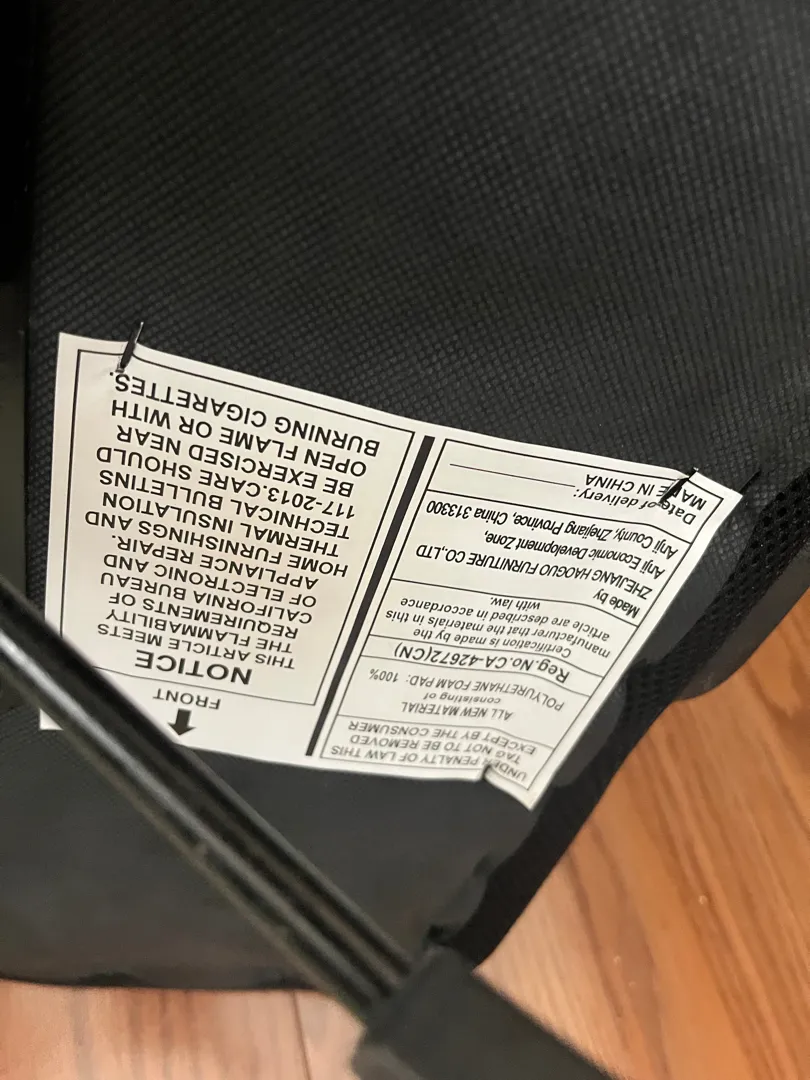 FRONT
NOTICE
THIS ARTICLE MEETS
THE FLAMMABILITY
REQUIREMENTS OF
CALIFORNIA BUREAU
OF ELECTRONIC AND
APPLIANCE REPAIR.
HOME FURNISHINGS AND
THERMAL INSULATION
TECHNICAL BULLETINS
117-2013.CARE SHOULD
BE EXERCISED NEAR
OPEN FLAME OR WITH
BURNING CIGARETTES.
UNDER PENALTY OF LAW THIS
TAG NOT TO BE REMOVED
EXCEPT BY THE CONSUMER
ALL NEW MATERIAL
consisting of
POLYURETHANE FOAM PAD: 100%
Reg.No.CA-42672(CN)
Certification is made by the
manufacturer that the materials in this
article are described in accordance
with law.
Made by
ZHEJIANG HAOGUO FURNITURE CO.,LTD
Anji Economic Development Zone,
Anji County, Zhejiang Province, China 313300
Date of delivery:
MADE IN CHINA